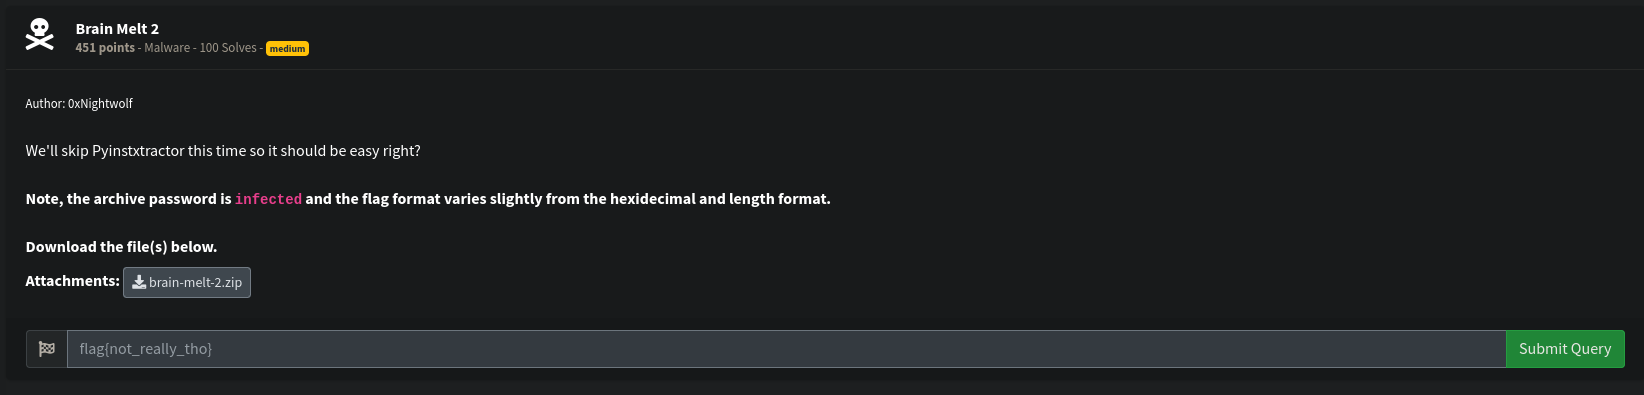 Brain Melt 2
451 points - Malware - 100 Solves - medium
Author: 0xNightwolf
We'll skip Pyinstxtractor this time so it should be easy right?
Note, the archive password is infected and the flag format varies slightly from the hexidecimal and length format.
Download the file(s) below.
Attachments: brain-melt-2.zip
flag{not_really_tho} Submit Query